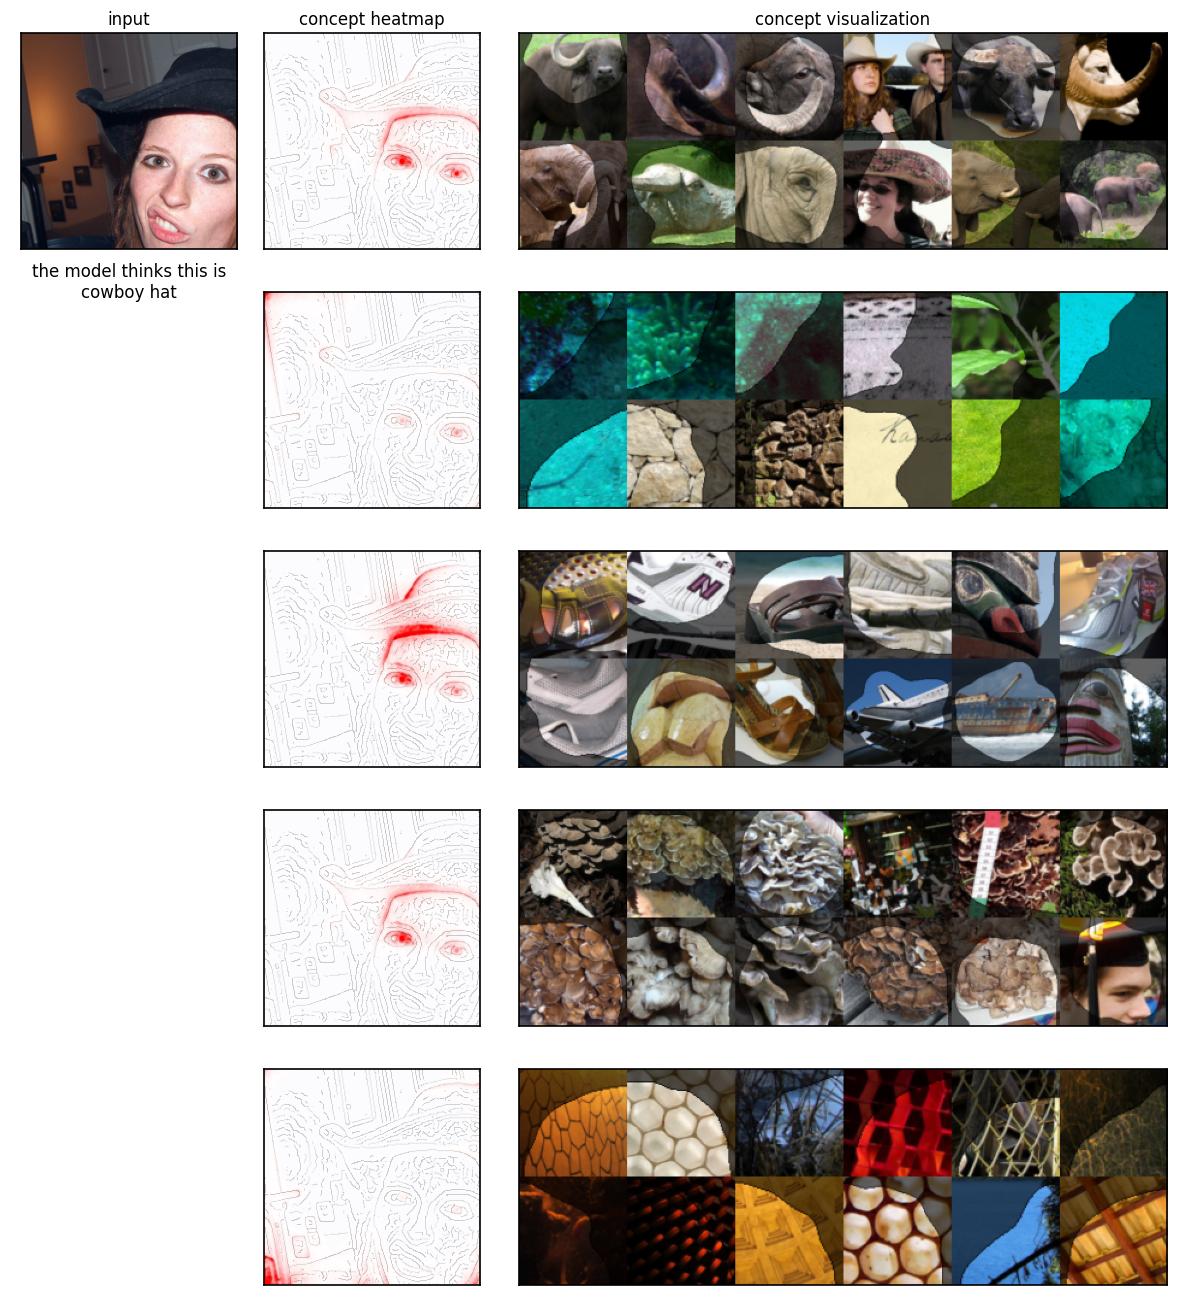 input
concept heatmap
concept visualization
the model thinks this is
cowboy hat
N